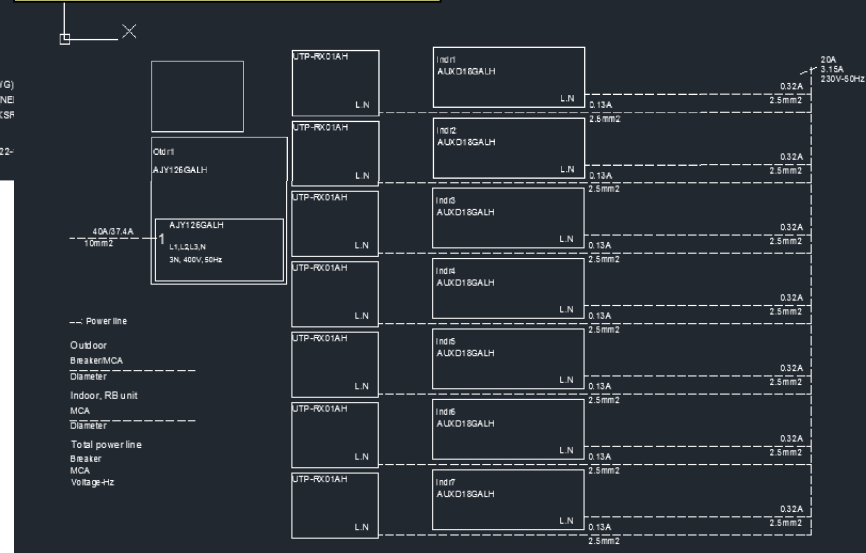 UTP-RX01AH
L.N
Indr1
AUXD18GALH
L.N
0.32A
2.5mm2
0.13A
2.5mm2
20A
3.15A
230V-50Hz
UTP-RX01AH
L.N
Indr2
AUXD18GALH
L.N
0.32A
2.5mm2
0.13A
2.5mm2
UTP-RX01AH
L.N
Indr3
AUXD18GALH
L.N
0.32A
2.5mm2
0.13A
2.5mm2
UTP-RX01AH
L.N
Indr4
AUXD18GALH
L.N
0.32A
2.5mm2
0.13A
2.5mm2
UTP-RX01AH
L.N
Indr5
AUXD18GALH
L.N
0.32A
2.5mm2
0.13A
2.5mm2
UTP-RX01AH
L.N
Indr6
AUXD18GALH
L.N
0.32A
2.5mm2
0.13A
2.5mm2
UTP-RX01AH
L.N
Indr7
AUXD18GALH
L.N
0.32A
2.5mm2
0.13A
2.5mm2
Otdr1
AJY126GALH
AJY126GALH
1
L1,L2,L3,N
3N, 400V, 50Hz
40A/37.4A
10mm2
---: Power line
Outdoor
Breaker/MCA
Diameter
Indoor, RB unit
MCA
Diameter
Total power line
Breaker
MCA
Voltage-Hz
22-